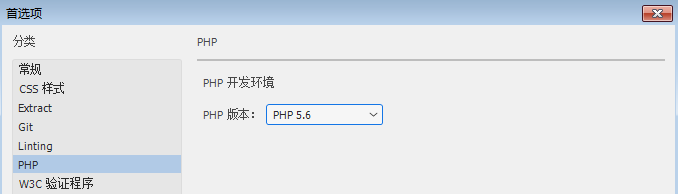 首选项
分类
常规
CSS 样式
Extract
Git
Linting
PHP
W3C 验证程序
PHP
PHP 开发环境
PHP 版本： PHP 5.6